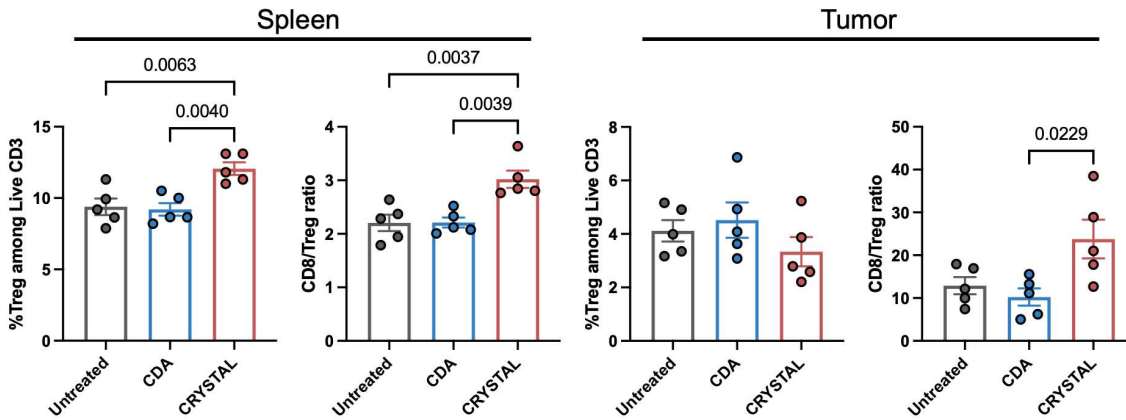 Spleen
Tumor
0.0063
0.0040
%Treg among Live CD3
15
10
5
0
Untreated
CDA
CRYSTAL
0.0037
0.0039
CD8/Treg ratio
4
3
2
1
0
Untreated
CDA
CRYSTAL
%Treg among Live CD3
8
6
4
2
0
Untreated
CDA
CRYSTAL
0.0229
CD8/Treg ratio
50
40
30
20
10
0
Untreated
CDA
CRYSTAL